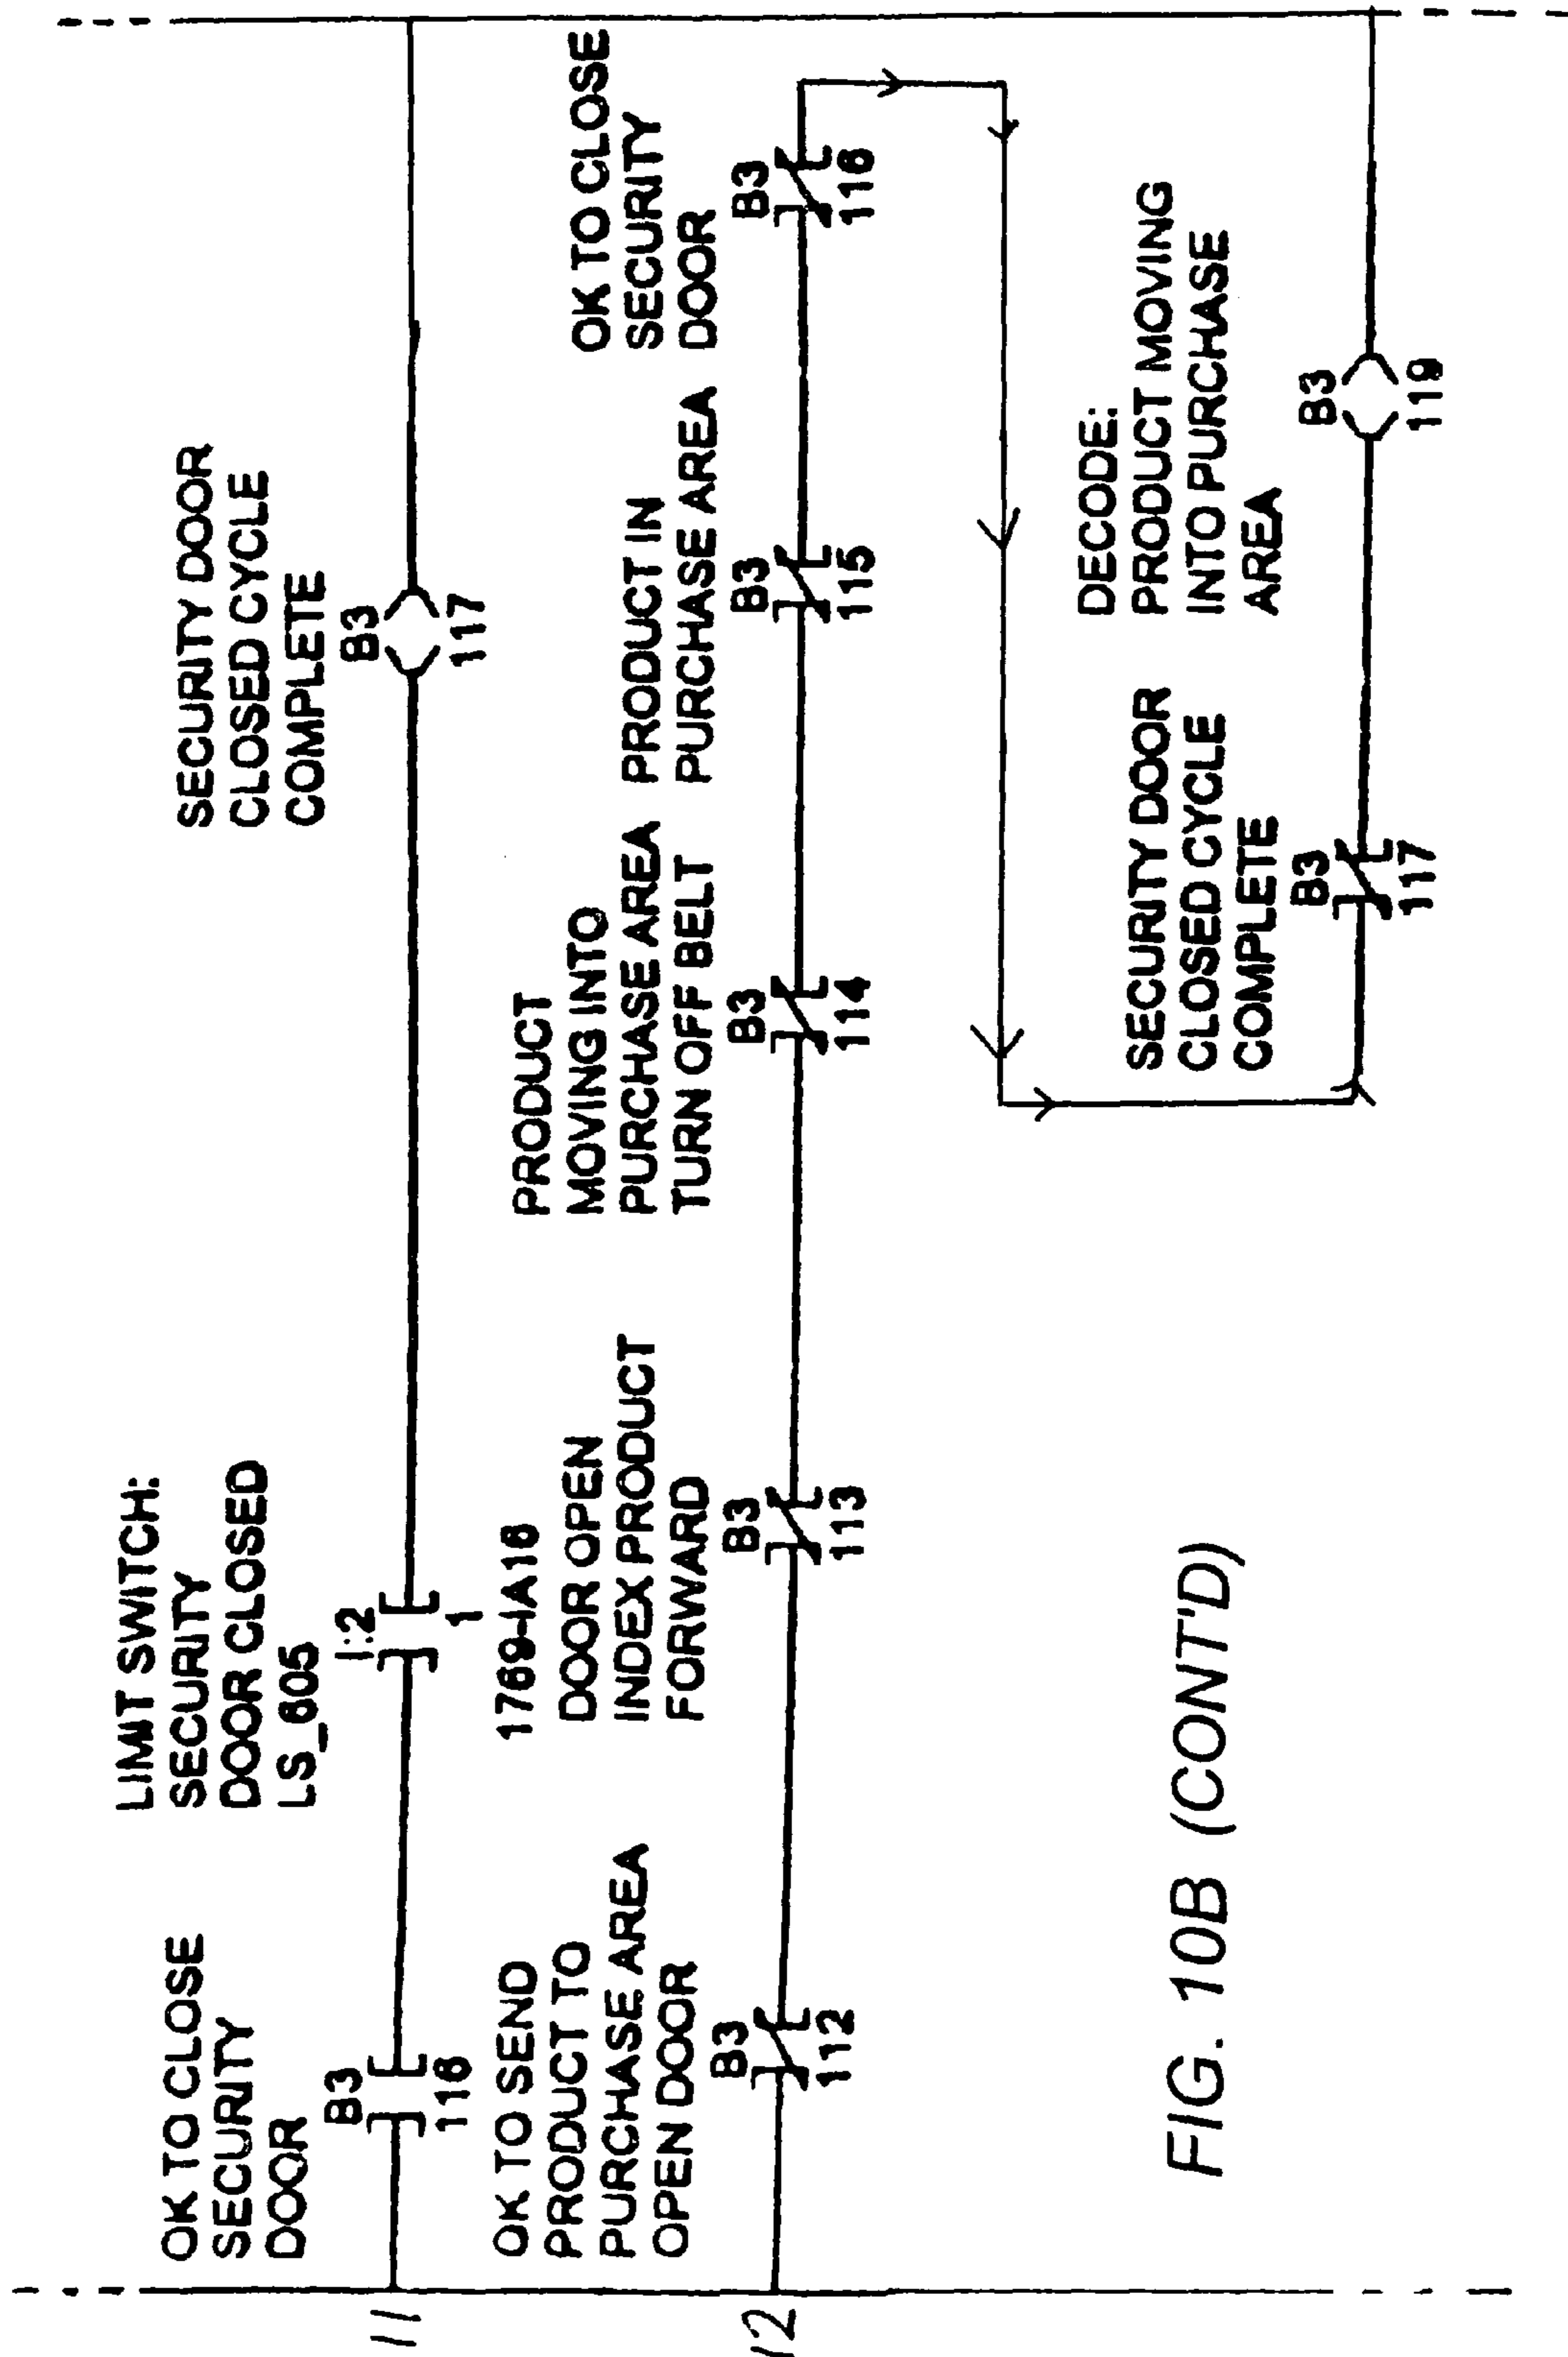 OK TO CLOSE
SECURITY
DOOR
B3
116
LIMIT SWITCH:
SECURITY
DOOR CLOSED
LS_605
I:2
1
1769-IA16
SECURITY DOOR
CLOSED CYCLE
COMPLETE
B3
117
11
OK TO SEND
PRODUCT TO
PURCHASE AREA
OPEN DOOR
B3
112
DOOR OPEN
INDEX PRODUCT
FORWARD
B3
113
PRODUCT
MOVING INTO
PURCHASE AREA
TURN OFF BELT
B3
114
PRODUCT IN
PURCHASE AREA
B3
115
OK TO CLOSE
SECURITY
DOOR
B3
116
12
SECURITY DOOR
CLOSED CYCLE
COMPLETE
B3
117
DECODE:
PRODUCT MOVING
INTO PURCHASE
AREA
B3
119
FIG. 10B (CONT'D)